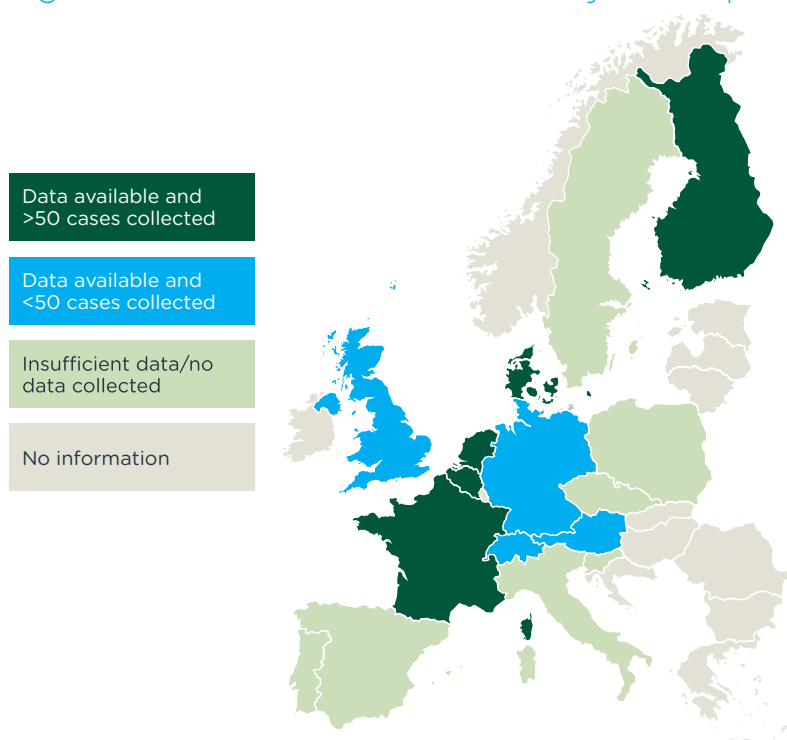 Data available and
>50 cases collected
Data available and
<50 cases collected
Insufficient data/no
data collected
No information